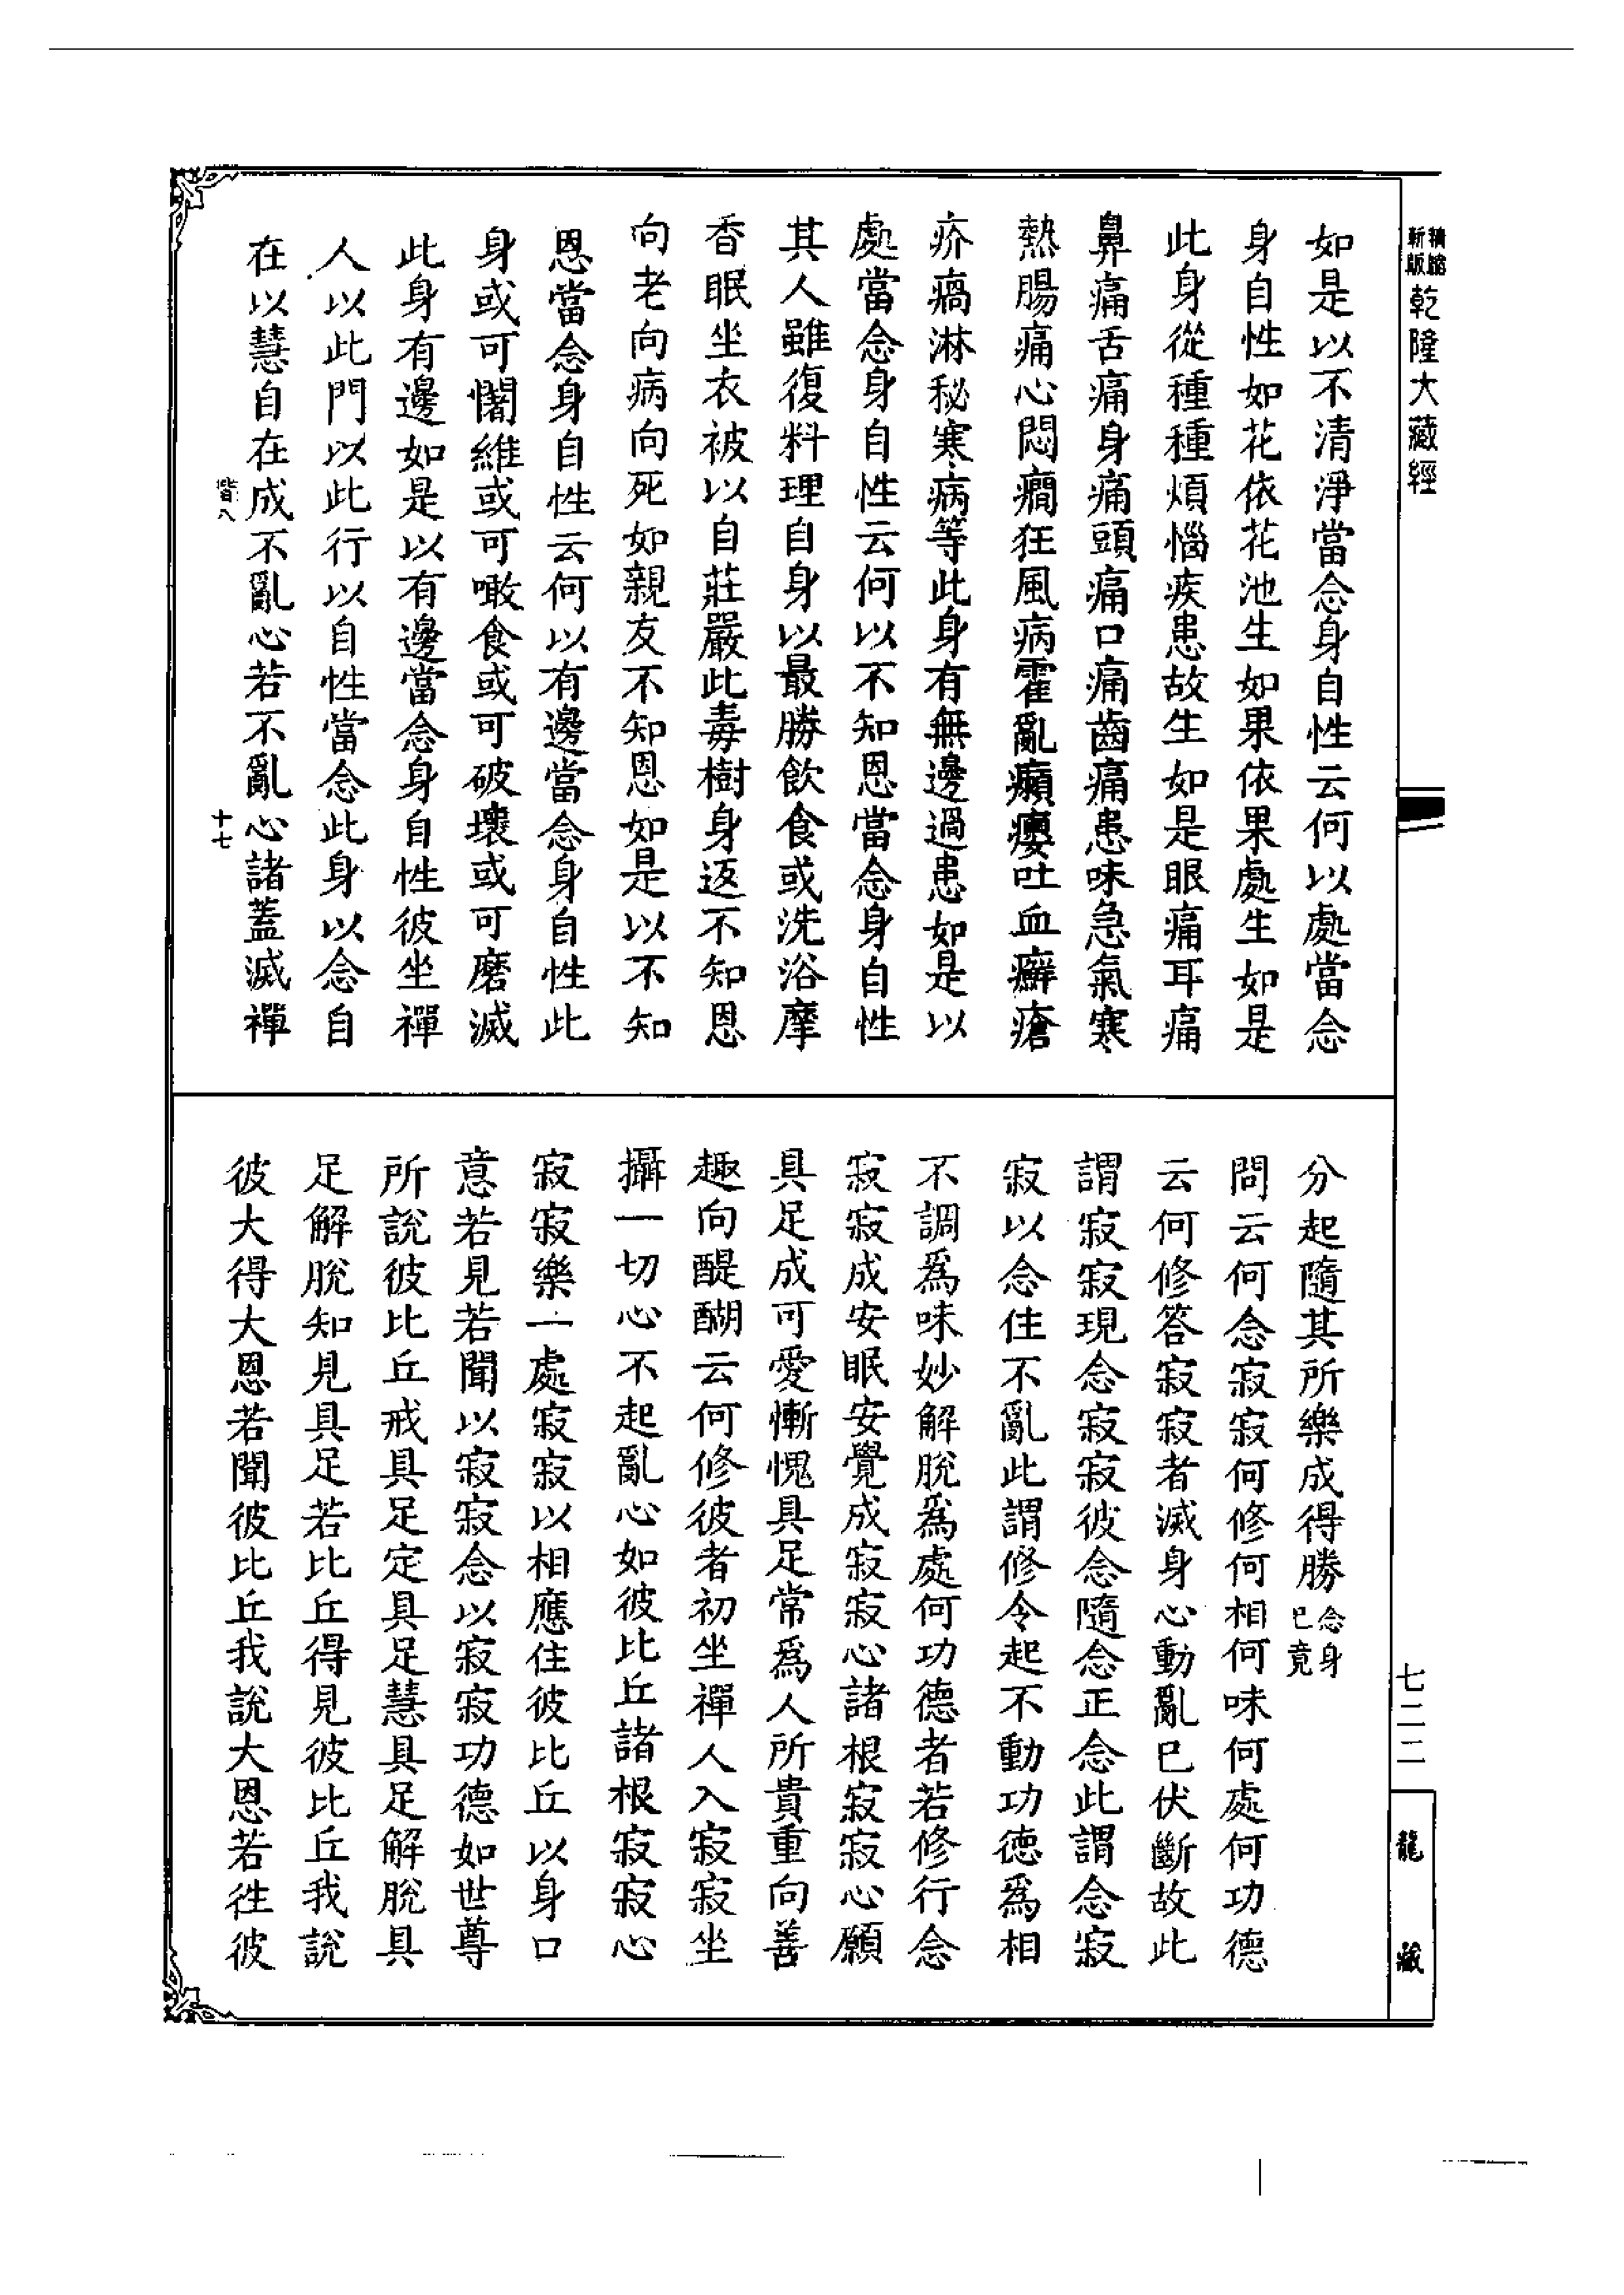 精縮新版乾隆大藏經
如是以不清淨當念身自性云何以處當念
身自性如花依花池生如果依果處生如是
此身從種種煩惱疾患故生如是眼痛耳痛
鼻痛舌痛身痛頭痛口痛齒痛患味急氣寒
熱腸痛心悶癎狂風病霍亂癩癭吐血癬瘡
疥瘑淋秘寒病等此身有無邊過患如是以
處當念身自性云何以不知恩當念身自性
其人雖復料理自身以最勝飲食或洗浴摩
香眠坐衣被以自莊嚴此毒樹身返不知恩
向老向病向死如親友不知恩如是以不知
恩當念身自性云何以有邊當念身自性此
身或可闍維或可噉食或可破壞或可磨滅
此身有邊如是以有邊當念身自性彼坐禪
人以此門以此行以自性當念此身以念自
在以慧自在成不亂心若不亂心諸蓋滅禪
八
十七
分起隨其所樂成得勝念身已竟
問云何念寂寂何修何相何味何處何功德
云何修答寂寂者滅身心動亂已伏斷故此
謂寂寂現念寂寂彼念隨念正念此謂念寂
寂以念住不亂此謂修令起不動功德爲相
不調爲味妙解脫爲處何功德者若修行念
寂寂成安眠安覺成寂寂心諸根寂寂心願
具足成可愛慚愧具足常爲人所貴重向善
趣向醍醐云何修彼者初坐禪人入寂寂坐
攝一切心不起亂心如彼比丘諸根寂寂心
寂寂樂一處寂寂以相應住彼比丘以身口
意若見若聞以寂寂念以寂寂功德如世尊
所說彼比丘戒具足定具足慧具足解脫具
足解脫知見具足若比丘得見彼比丘我說
彼大得大恩若聞彼比丘我說大恩若徃彼
七二二
龍藏